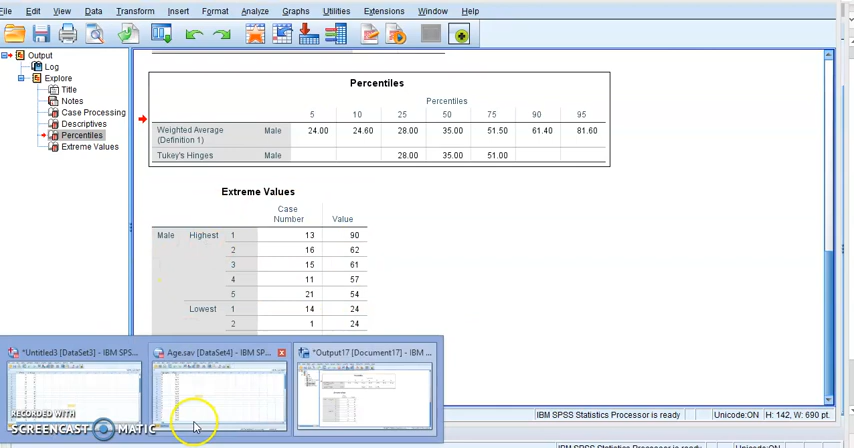 File Edit View Data Transform Insert Format Analyze Graphs Utilities Extensions Window Help
Output
Log
Explore
Title
Notes
Case Processing
Descriptives
Percentiles
Extreme Values
Percentiles
Percentiles
5 10 25 50 75 90 95
Weighted Average (Definition 1) Male 24.00 24.60 28.00 35.00 51.50 61.40 81.60
Tukey's Hinges Male 28.00 35.00 51.00
Extreme Values
Case Number Value
Male Highest 1 13 90
2 16 62
3 15 61
4 11 57
5 21 54
Lowest 1 14 24
2 1 24
*Untitled3 [DataSet3] - IBM SPS...
Age.sav [DataSet4] - IBM SPSS ...
*Output17 [Document17] - IBM ...
RECORDED WITH
SCREENCAST MATIC
IBM SPSS Statistics Processor is ready Unicode:ON H: 142, W: 690 pt.